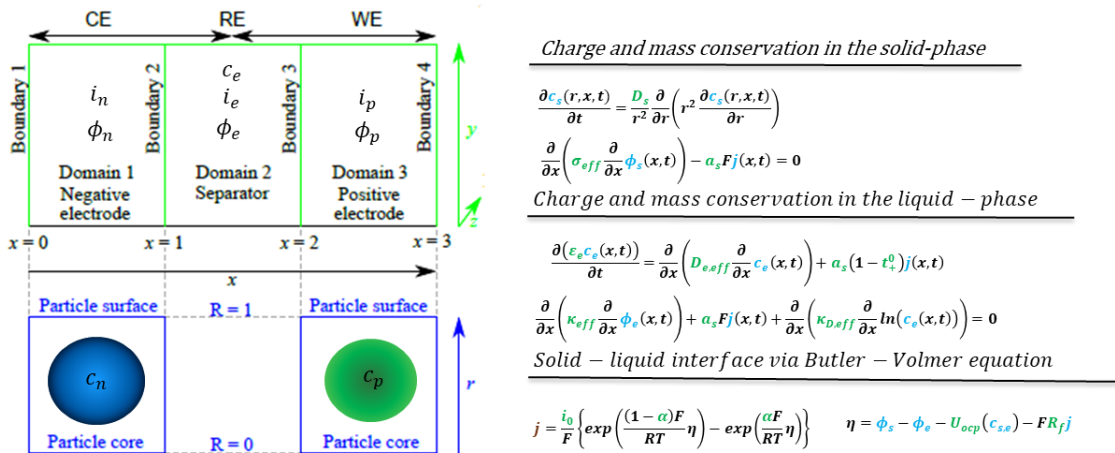 CE RE WE
Boundary 1
Boundary 2
Boundary 3
Boundary 4
i_n
ϕ_n
c_e
i_e
ϕ_e
i_p
ϕ_p
Domain 1
Negative
electrode
Domain 2
Separator
Domain 3
Positive
electrode
y
z
x = 0 x = 1 x = 2 x = 3
x
Particle surface R = 1 Particle surface
c_n c_p
r
Particle core R = 0 Particle core
Charge and mass conservation in the solid-phase
∂c_s(r,x,t)/∂t = D_s/r² ∂/∂r (r² ∂c_s(r,x,t)/∂r)
∂/∂x (σ_eff ∂/∂x ϕ_s(x,t)) − a_s F j(x,t) = 0
Charge and mass conservation in the liquid − phase
∂(ε_e c_e(x,t))/∂t = ∂/∂x (D_e,eff ∂/∂x c_e(x,t)) + a_s(1 − t₊⁰)j(x,t)
∂/∂x (κ_eff ∂/∂x ϕ_e(x,t)) + a_s F j(x,t) + ∂/∂x (κ_D,eff ∂/∂x ln(c_e(x,t))) = 0
Solid − liquid interface via Butler − Volmer equation
j = i_0/F {exp((1 − α)F/RT η) − exp(αF/RT η)} η = ϕ_s − ϕ_e − U_ocp(c_s,e) − FR_f j